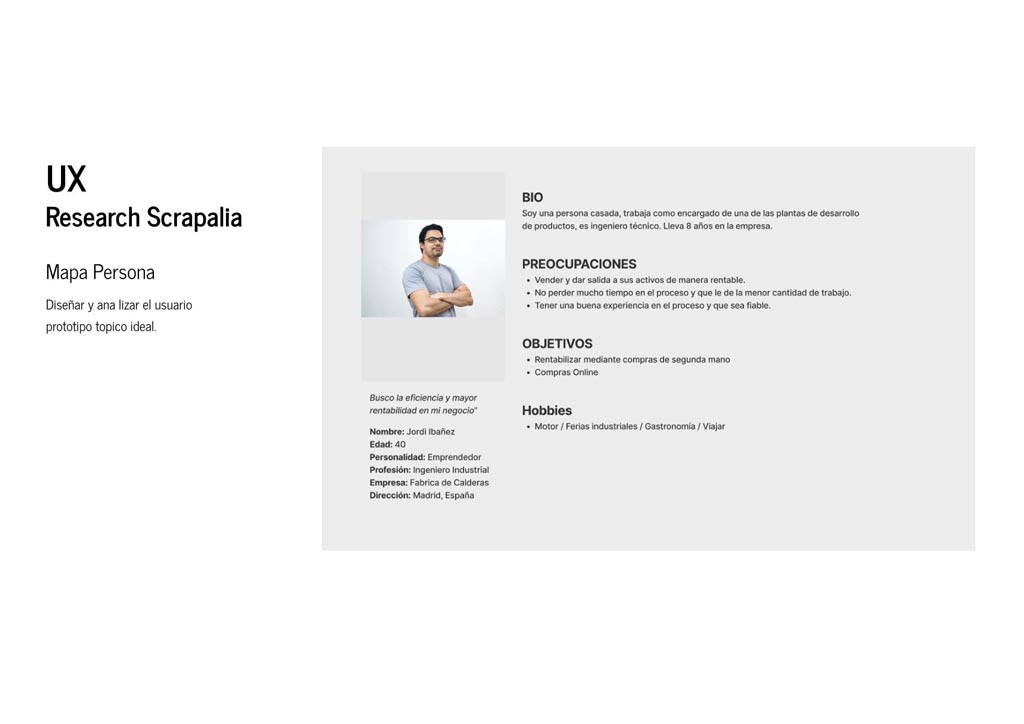 UX
Research Scrapalia
Mapa Persona
Diseñar y ana lizar el usuario
prototipo topico ideal.
Busco la eficiencia y mayor
rentabilidad en mi negocio"
Nombre: Jordi Ibañez
Edad: 40
Personalidad: Emprendedor
Profesión: Ingeniero Industrial
Empresa: Fabrica de Calderas
Dirección: Madrid, España
BIO
Soy una persona casada, trabaja como encargado de una de las plantas de desarrollo
de productos, es ingeniero técnico. Lleva 8 años en la empresa.
PREOCUPACIONES
• Vender y dar salida a sus activos de manera rentable.
• No perder mucho tiempo en el proceso y que le de la menor cantidad de trabajo.
• Tener una buena experiencia en el proceso y que sea fiable.
OBJETIVOS
• Rentabilizar mediante compras de segunda mano
• Compras Online
Hobbies
• Motor / Ferias industriales / Gastronomía / Viajar